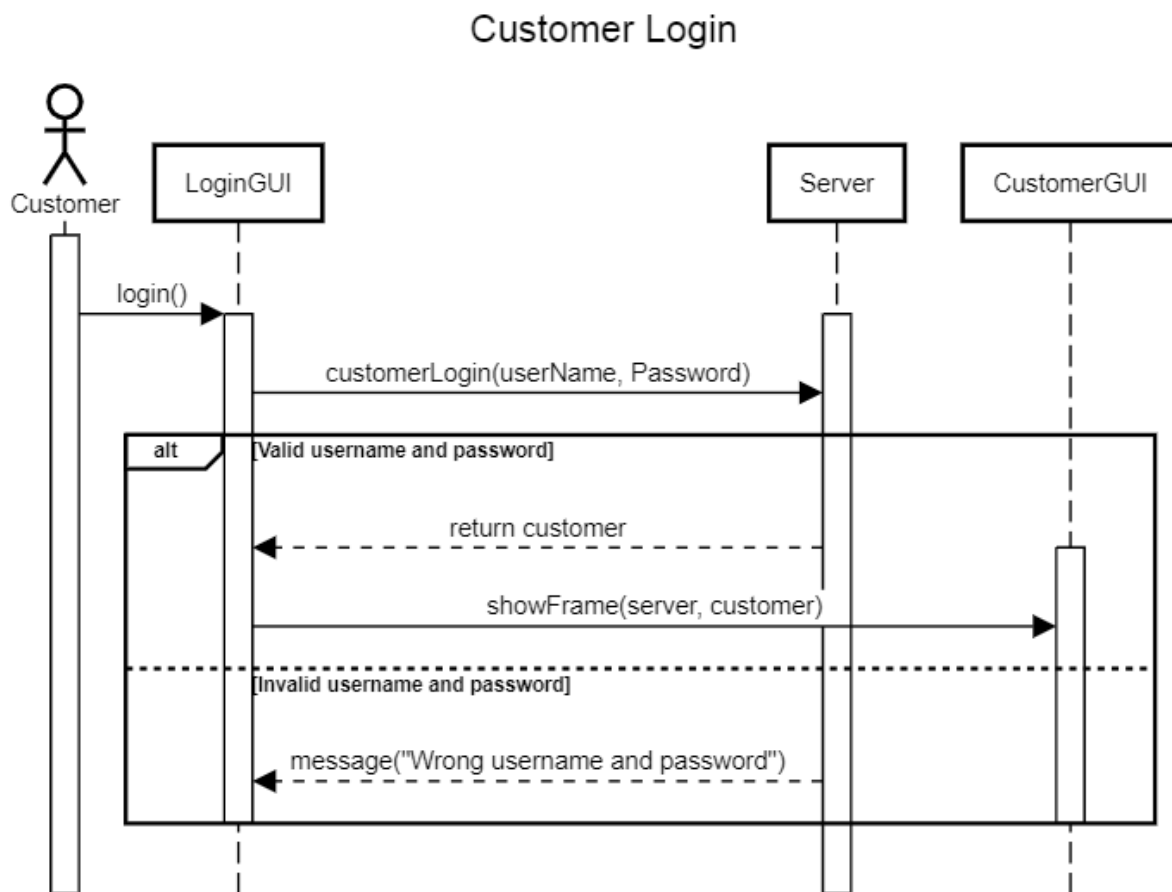 Customer Login
Customer
LoginGUI
Server
CustomerGUI
login()
customerLogin(userName, Password)
alt
[Valid username and password]
return customer
showFrame(server, customer)
[Invalid username and password]
message("Wrong username and password")